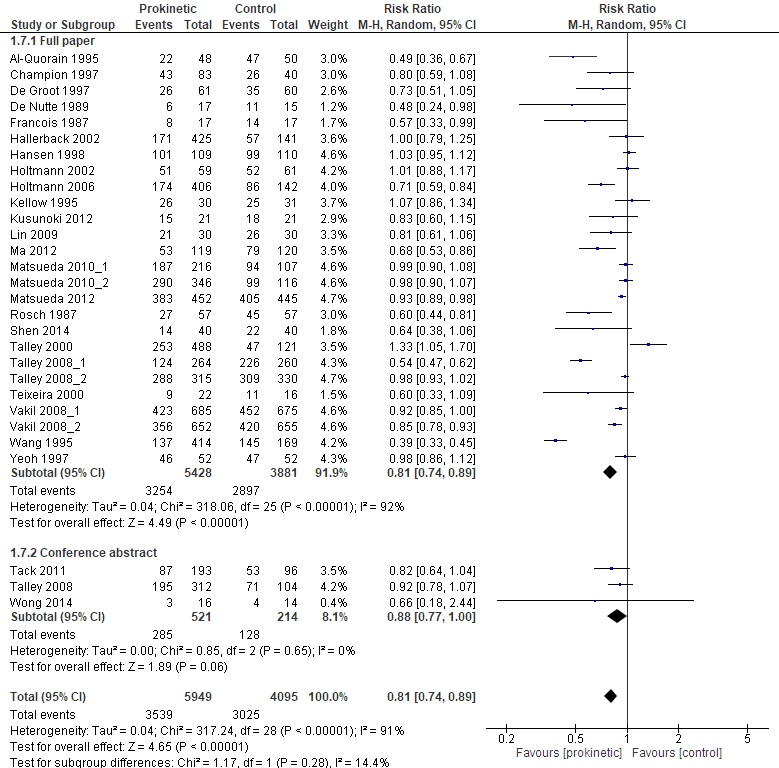 Prokinetic Control Risk Ratio Risk Ratio
Study or Subgroup Events Total Events Total Weight M-H, Random, 95% CI M-H, Random, 95% CI
1.7.1 Full paper
Al-Quorain 1995 22 48 47 50 3.0% 0.49 [0.36, 0.67]
Champion 1997 43 83 26 40 3.1% 0.80 [0.59, 1.08]
De Groot 1997 26 61 35 60 2.6% 0.73 [0.51, 1.05]
De Nutte 1989 6 17 11 15 1.2% 0.48 [0.24, 0.98]
Francois 1987 8 17 14 17 1.6% 0.57 [0.33, 0.99]
Hallerback 2002 171 425 57 141 3.6% 1.00 [0.79, 1.25]
Hansen 1998 101 109 99 110 4.6% 1.03 [0.95, 1.12]
Holtmann 2002 51 59 52 61 4.4% 1.01 [0.88, 1.17]
Holtmann 2006 174 406 86 142 4.0% 0.71 [0.59, 0.84]
Kellow 1995 26 30 25 31 3.6% 1.07 [0.86, 1.34]
Kusunoki 2012 15 21 18 21 2.9% 0.83 [0.60, 1.15]
Lin 2009 21 30 26 30 3.2% 0.81 [0.61, 1.06]
Ma 2012 53 119 79 120 3.5% 0.68 [0.53, 0.86]
Matsueda 2010_1 187 216 94 107 4.6% 0.99 [0.90, 1.08]
Matsueda 2010_2 290 346 99 116 4.6% 0.98 [0.90, 1.07]
Matsueda 2012 383 452 405 445 4.8% 0.93 [0.89, 0.98]
Rosch 1987 27 57 45 57 3.0% 0.60 [0.44, 0.81]
Shen 2014 14 40 22 40 1.8% 0.64 [0.38, 1.06]
Talley 2000 253 488 47 121 3.5% 1.33 [1.05, 1.70]
Talley 2008_1 124 264 226 260 4.3% 0.54 [0.47, 0.62]
Talley 2008_2 288 315 309 330 4.8% 0.98 [0.93, 1.02]
Teixeira 2000 9 22 11 16 1.5% 0.60 [0.33, 1.09]
Vakil 2008_1 423 685 452 675 4.6% 0.92 [0.85, 1.00]
Vakil 2008_2 356 652 420 655 4.6% 0.85 [0.78, 0.93]
Wang 1995 137 414 145 169 4.2% 0.39 [0.33, 0.45]
Yeoh 1997 46 52 47 52 4.4% 0.98 [0.86, 1.12]
Subtotal (95% CI) 5428 3881 91.9% 0.81 [0.74, 0.89]
Total events 3254 2897
Heterogeneity: Tau² = 0.04; Chi² = 318.06, df = 25 (P < 0.00001); I² = 92%
Test for overall effect: Z = 4.49 (P < 0.00001)
1.7.2 Conference abstract
Tack 2011 87 193 53 96 3.5% 0.82 [0.64, 1.04]
Talley 2008 195 312 71 104 4.2% 0.92 [0.78, 1.07]
Wong 2014 3 16 4 14 0.4% 0.66 [0.18, 2.44]
Subtotal (95% CI) 521 214 8.1% 0.88 [0.77, 1.00]
Total events 285 128
Heterogeneity: Tau² = 0.00; Chi² = 0.85, df = 2 (P = 0.65); I² = 0%
Test for overall effect: Z = 1.89 (P = 0.06)
Total (95% CI) 5949 4095 100.0% 0.81 [0.74, 0.89]
Total events 3539 3025
Heterogeneity: Tau² = 0.04; Chi² = 317.24, df = 28 (P < 0.00001); I² = 91%
Test for overall effect: Z = 4.65 (P < 0.00001)
Test for subgroup differences: Chi² = 1.17, df = 1 (P = 0.28), I² = 14.4%
0.2 0.5 1 2 5
Favours [prokinetic] Favours [control]